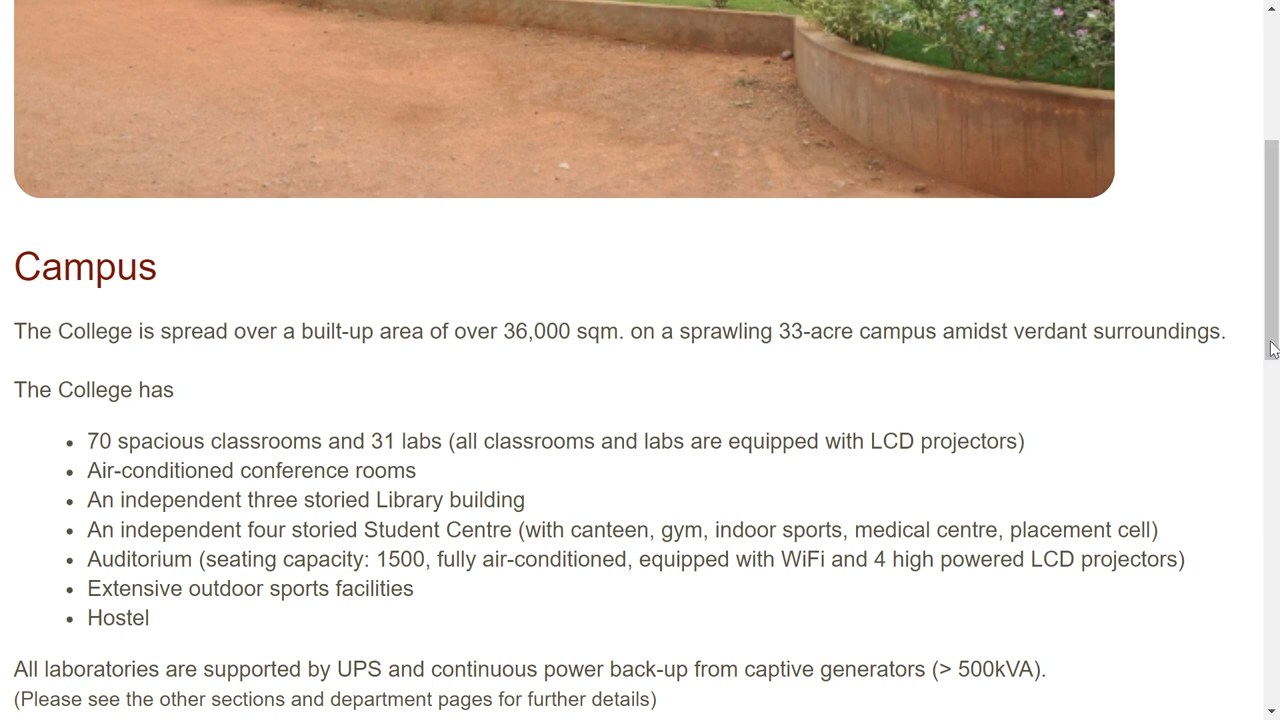 Campus
The College is spread over a built-up area of over 36,000 sqm. on a sprawling 33-acre campus amidst verdant surroundings.
The College has
• 70 spacious classrooms and 31 labs (all classrooms and labs are equipped with LCD projectors)
• Air-conditioned conference rooms
• An independent three storied Library building
• An independent four storied Student Centre (with canteen, gym, indoor sports, medical centre, placement cell)
• Auditorium (seating capacity: 1500, fully air-conditioned, equipped with WiFi and 4 high powered LCD projectors)
• Extensive outdoor sports facilities
• Hostel
All laboratories are supported by UPS and continuous power back-up from captive generators (> 500kVA).
(Please see the other sections and department pages for further details)